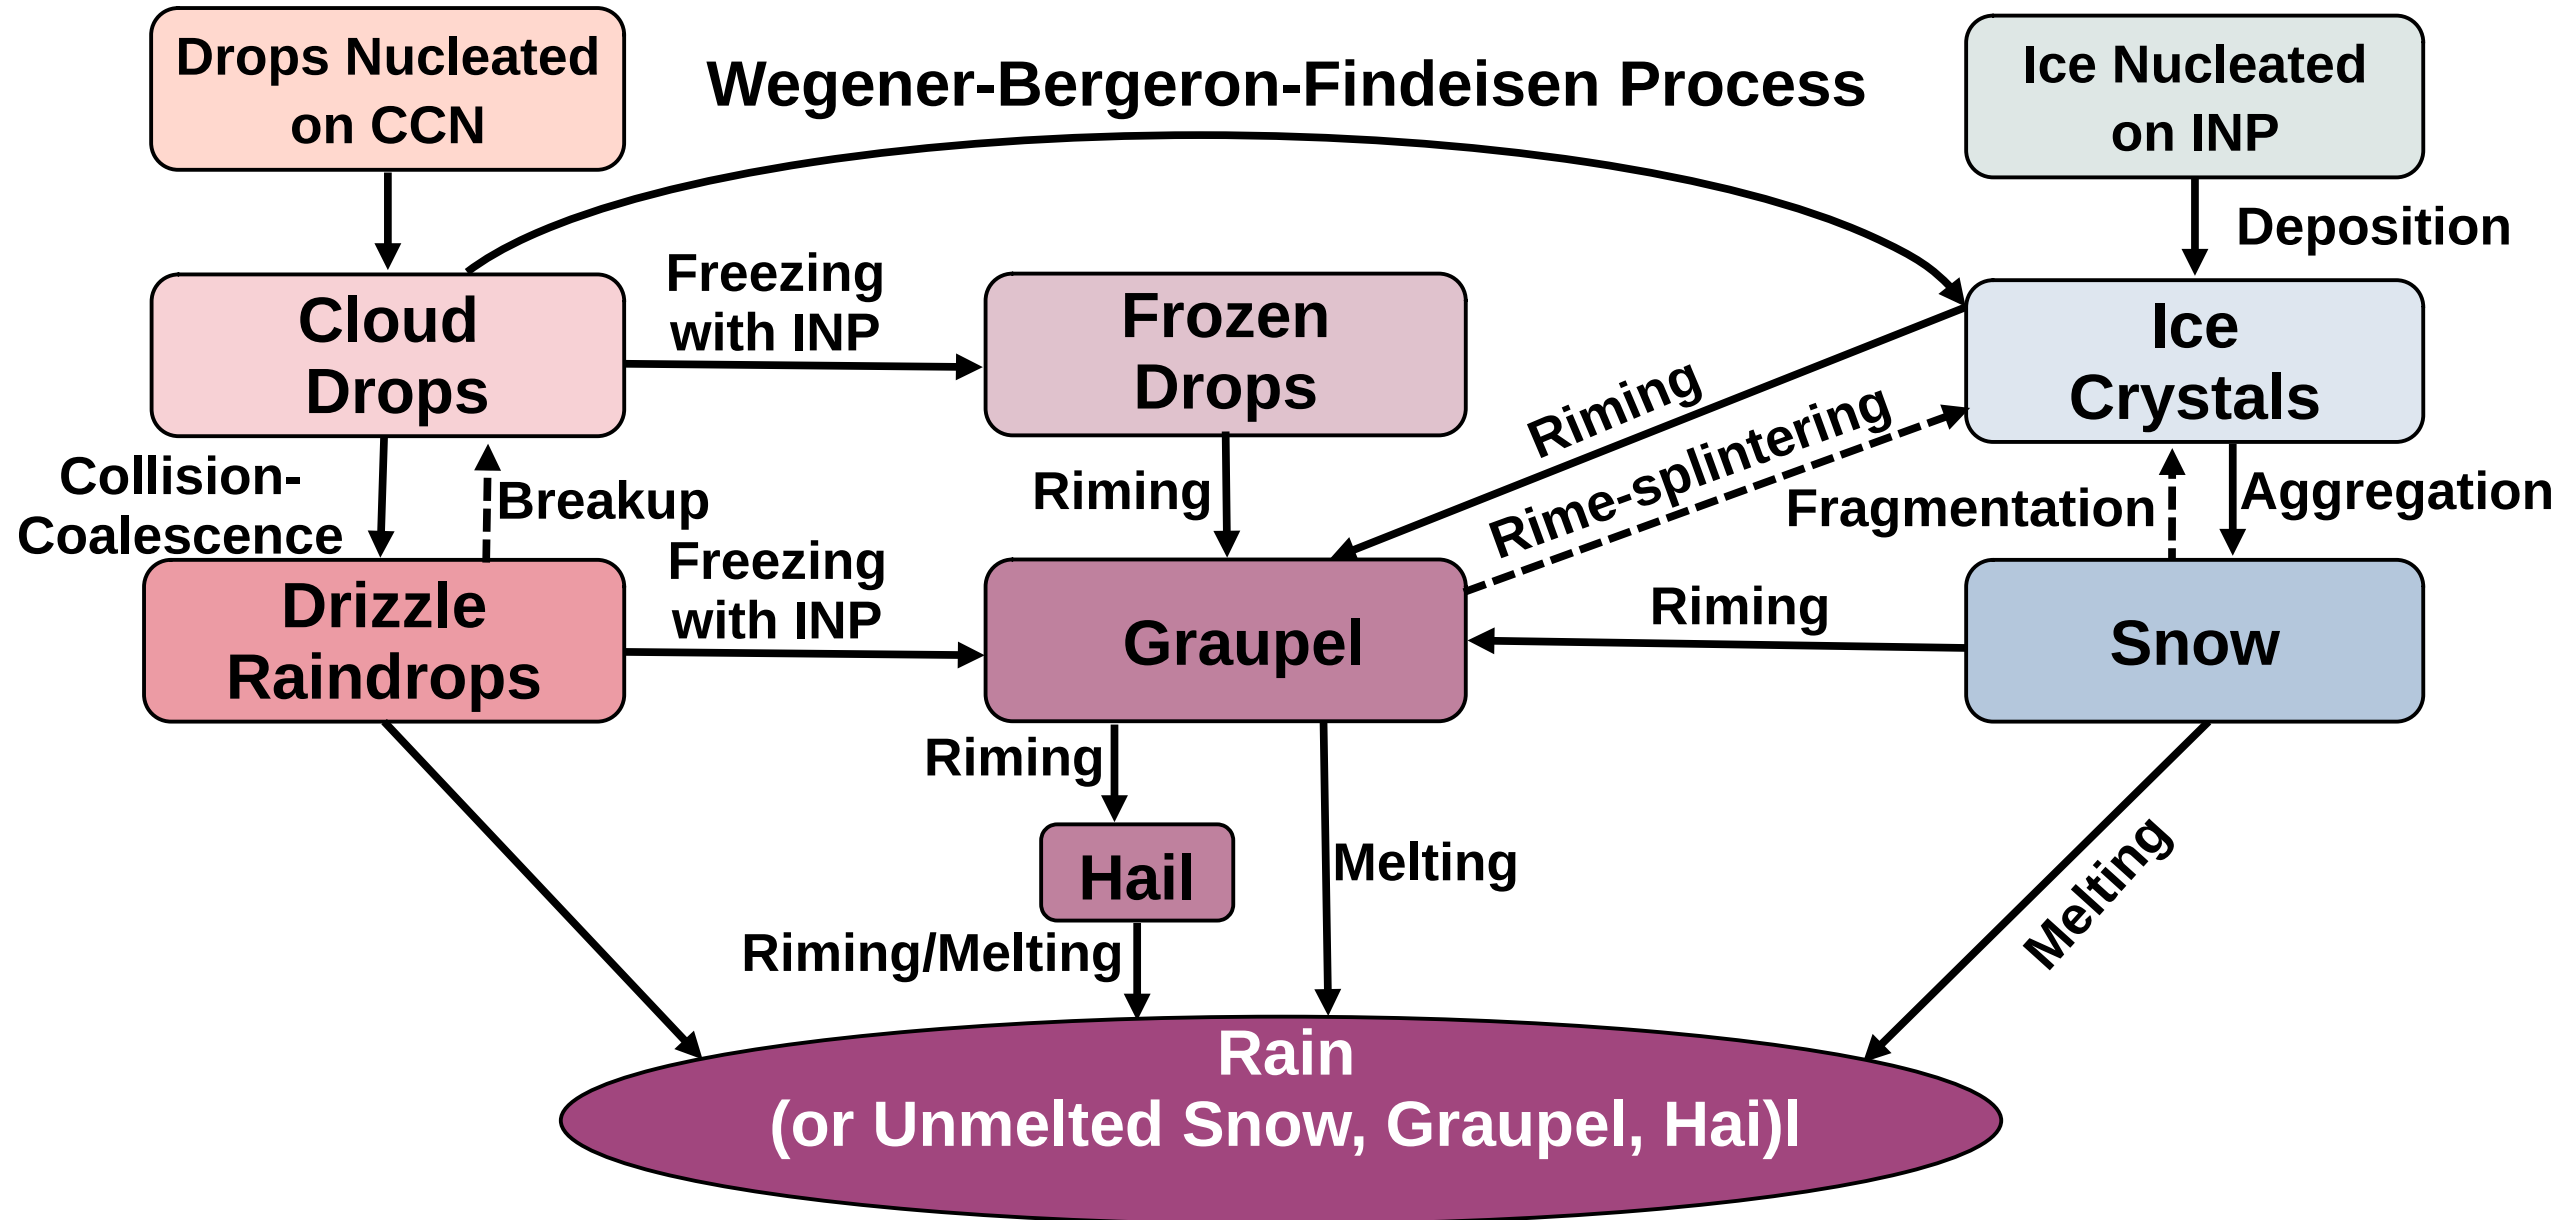 Drops Nucleated
on CCN
Wegener-Bergeron-Findeisen Process
Ice Nucleated
on INP
Deposition
Cloud
Drops
Freezing
with INP
Frozen
Drops
Ice
Crystals
Riming
Rime-splintering
Collision-
Coalescence
Breakup
Riming
Fragmentation
Aggregation
Drizzle
Raindrops
Freezing
with INP
Graupel
Riming
Snow
Riming
Hail
Melting
Melting
Riming/Melting
Rain
(or Unmelted Snow, Graupel, Hai)l